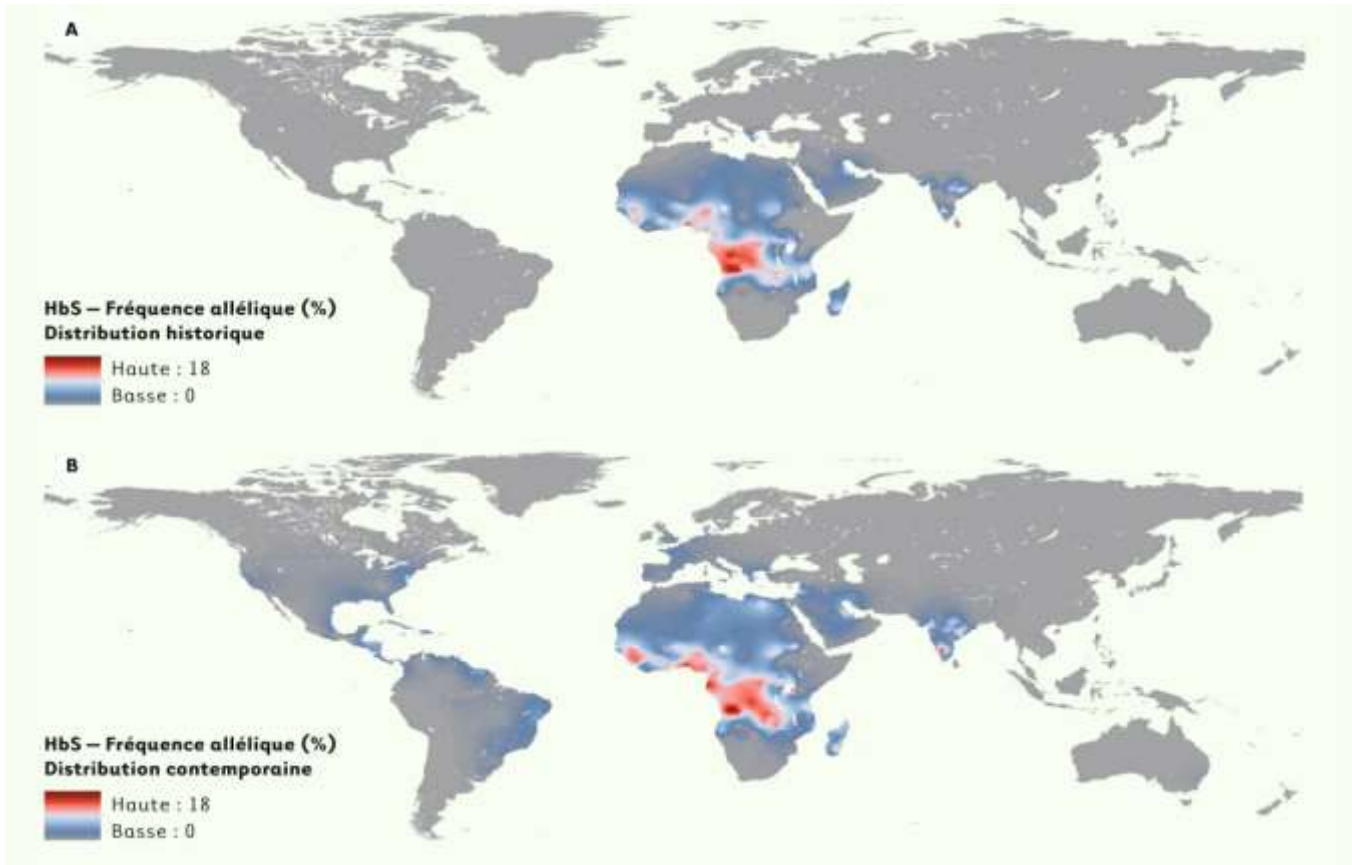 A
HbS – Fréquence allélique (%)
Distribution historique
Haute : 18
Basse : 0
B
HbS – Fréquence allélique (%)
Distribution contemporaine
Haute : 18
Basse : 0